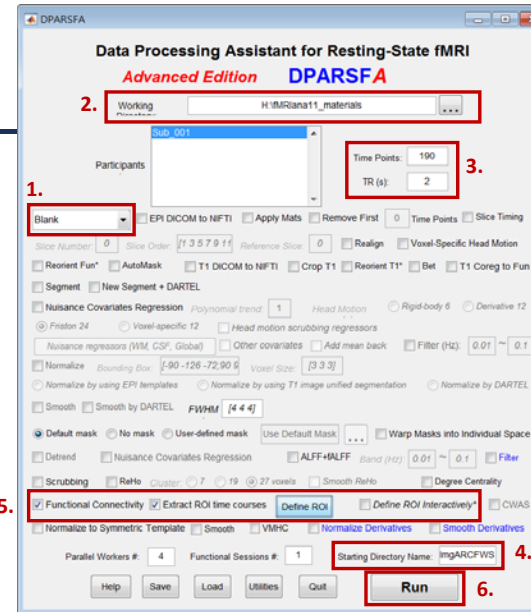 DPARSFA
Data Processing Assistant for Resting-State fMRI
Advanced Edition DPARSFA
2. Working Directory H:\fMRIana11_materials ...
Sub_001
Participants
Time Points: 190 3.
TR (s): 2
1.
Blank EPI DICOM to NIFTI Apply Mats Remove First 0 Time Points Slice Timing
Slice Number: 0 Slice Order: [1 3 5 7 9 11 Reference Slice: 0 Realign Voxel-Specific Head Motion
Reorient Fun* AutoMask T1 DICOM to NIFTI Crop T1 Reorient T1* Bet T1 Coreg to Fun
Segment New Segment + DARTEL
Nuisance Covariates Regression Polynomial trend: 1 Head Motion Rigid-body 6 Derivative 12
Friston 24 Voxel-specific 12 Head motion scrubbing regressors
Nuisance regressors (WM, CSF, Global) Other covariates Add mean back Filter (Hz): 0.01 ~ 0.1
Normalize Bounding Box: [-90 -126 -72;90 9 Voxel Size: [3 3 3]
Normalize by using EPI templates Normalize by using T1 image unified segmentation Normalize by DARTEL
Smooth Smooth by DARTEL FWHM [4 4 4]
Default mask No mask User-defined mask Use Default Mask ... Warp Masks into Individual Space
Detrend Nuisance Covariates Regression ALFF+fALFF Band (Hz): 0.01 ~ 0.1 Filter
Scrubbing ReHo Cluster: 7 19 27 voxels Smooth ReHo Degree Centrality
5. Functional Connectivity Extract ROI time courses Define ROI Define ROI Interactively* CWAS
Normalize to Symmetric Template Smooth VMHC Normalize Derivatives Smooth Derivatives
Parallel Workers #: 4 Functional Sessions #: 1 Starting Directory Name: ImgARCFWS 4.
Help Save Load Utilities Quit Run 6.